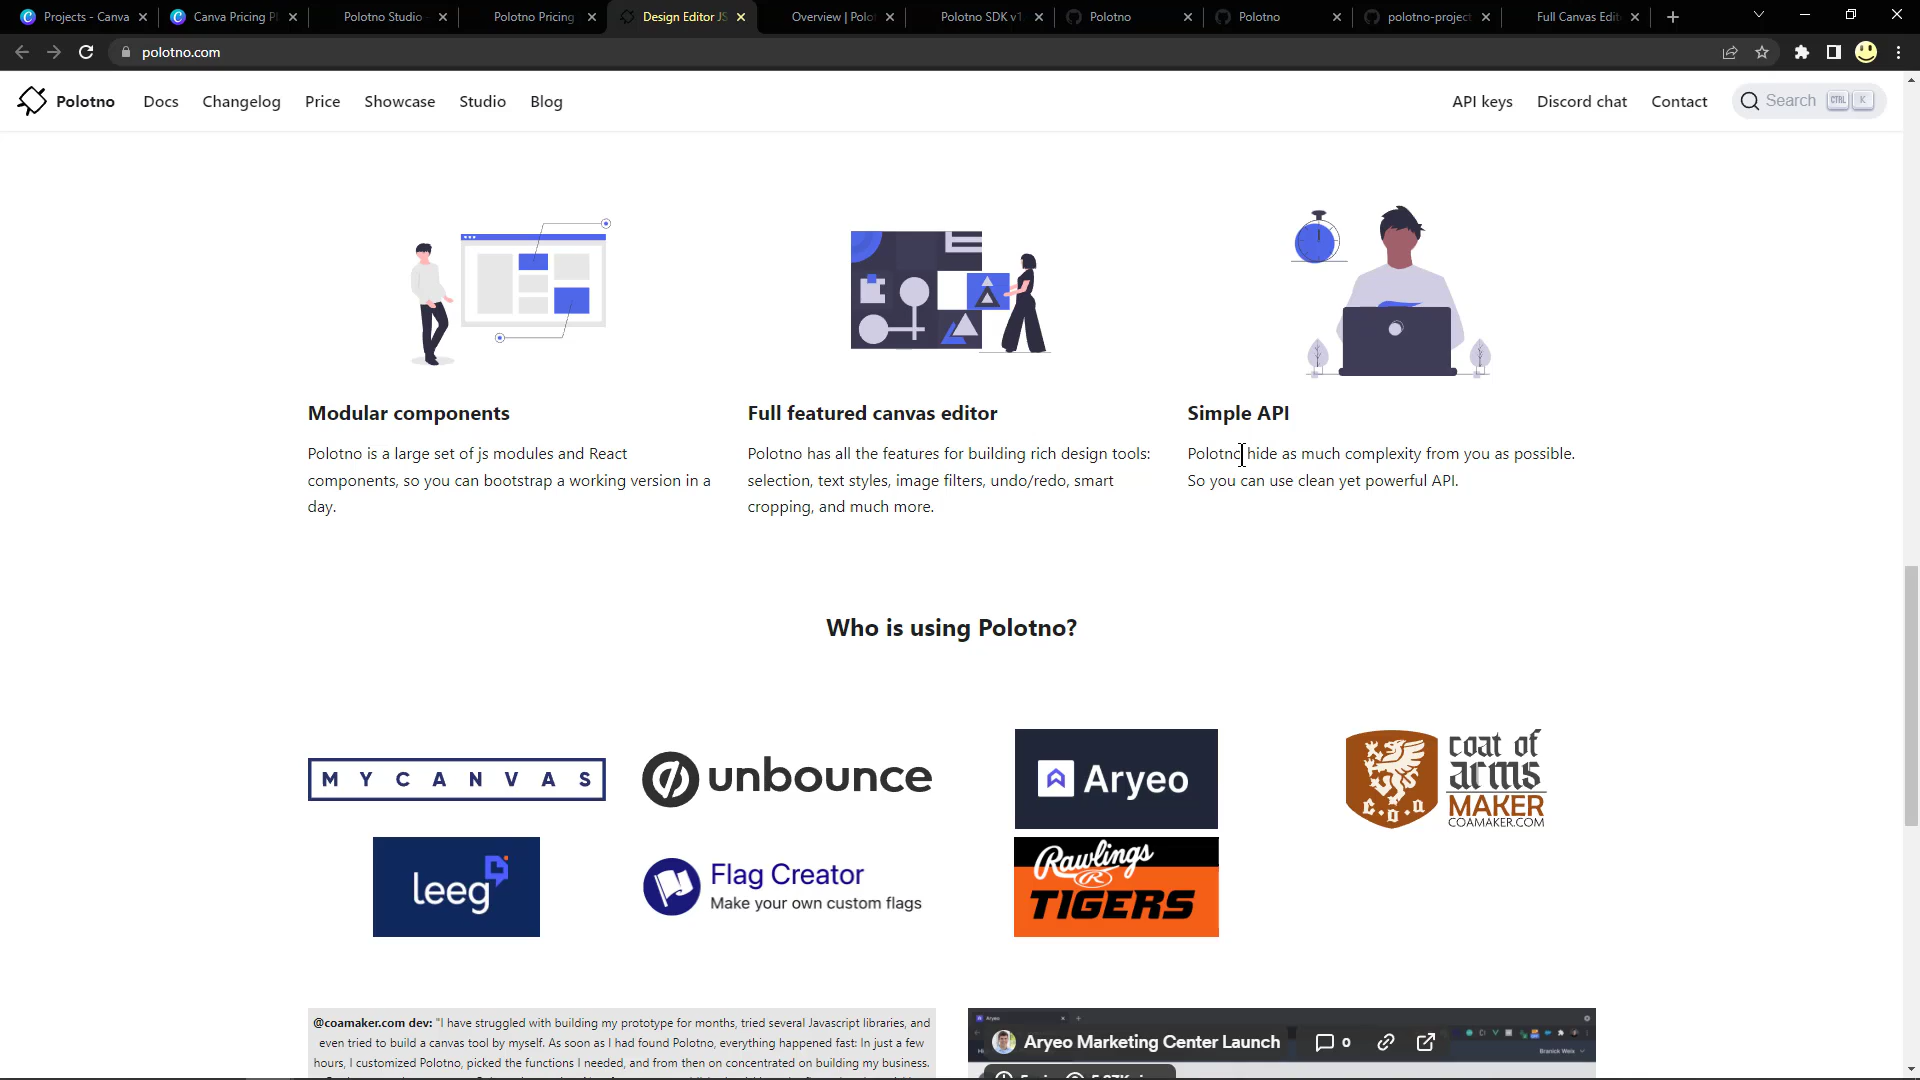 Projects - Canva
Canva Pricing Pl
Polotno Studio
Polotno Pricing
Design Editor JS
Overview | Polot
Polotno SDK v1
Polotno
Polotno
polotno-project
Full Canvas Edit
polotno.com
Polotno
Docs
Changelog
Price
Showcase
Studio
Blog
API keys
Discord chat
Contact
Search
CTRL
K
Modular components
Polotno is a large set of js modules and React
components, so you can bootstrap a working version in a
day.
Full featured canvas editor
Polotno has all the features for building rich design tools:
selection, text styles, image filters, undo/redo, smart
cropping, and much more.
Simple API
Polotno hide as much complexity from you as possible.
So you can use clean yet powerful API.
Who is using Polotno?
MYCANVAS
unbounce
Aryeo
C.O.A
coat of
arms
MAKER
COAMAKER.COM
leeg
Flag Creator
Make your own custom flags
Rawlings
R
TIGERS
@coamaker.com dev: "I have struggled with building my prototype for months, tried several Javascript libraries, and
even tried to build a canvas tool by myself. As soon as I had found Polotno, everything happened fast: In just a few
hours, I customized Polotno, picked the functions I needed, and from then on concentrated on building my business.
Aryeo
Aryeo Marketing Center Launch
0
Branick Weix